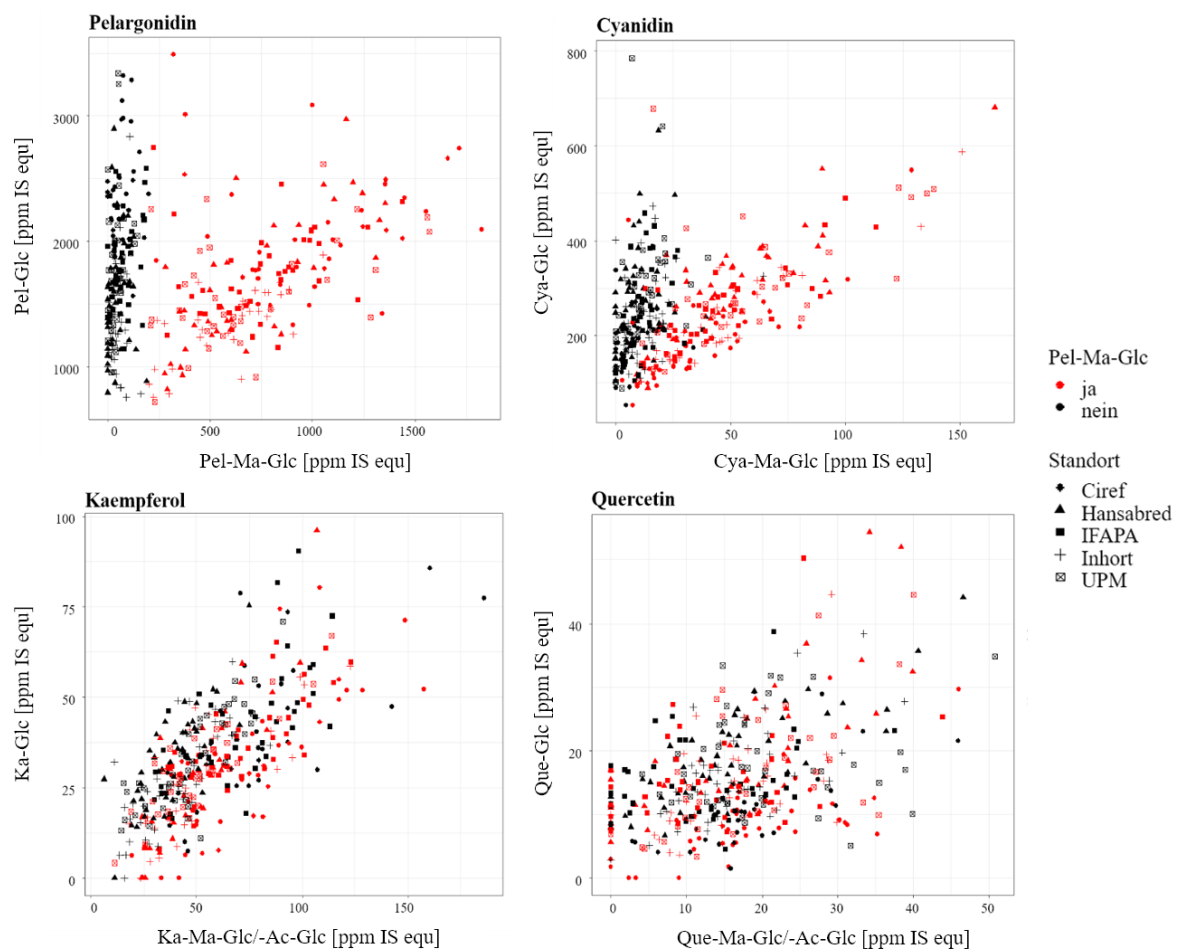 Pelargonidin
Pel-Glc [ppm IS equ]
3000
2000
1000
0
500
1000
1500
Pel-Ma-Glc [ppm IS equ]
Cyanidin
Cya-Glc [ppm IS equ]
800
600
400
200
0
50
100
150
Cya-Ma-Glc [ppm IS equ]
Kaempferol
Ka-Glc [ppm IS equ]
100
75
50
25
0
0
50
100
150
Ka-Ma-Glc/-Ac-Glc [ppm IS equ]
Quercetin
Que-Glc [ppm IS equ]
40
20
0
0
10
20
30
40
50
Que-Ma-Glc/-Ac-Glc [ppm IS equ]
Pel-Ma-Glc
ja
nein
Standort
Ciref
Hansabred
IFAPA
Inhort
UPM